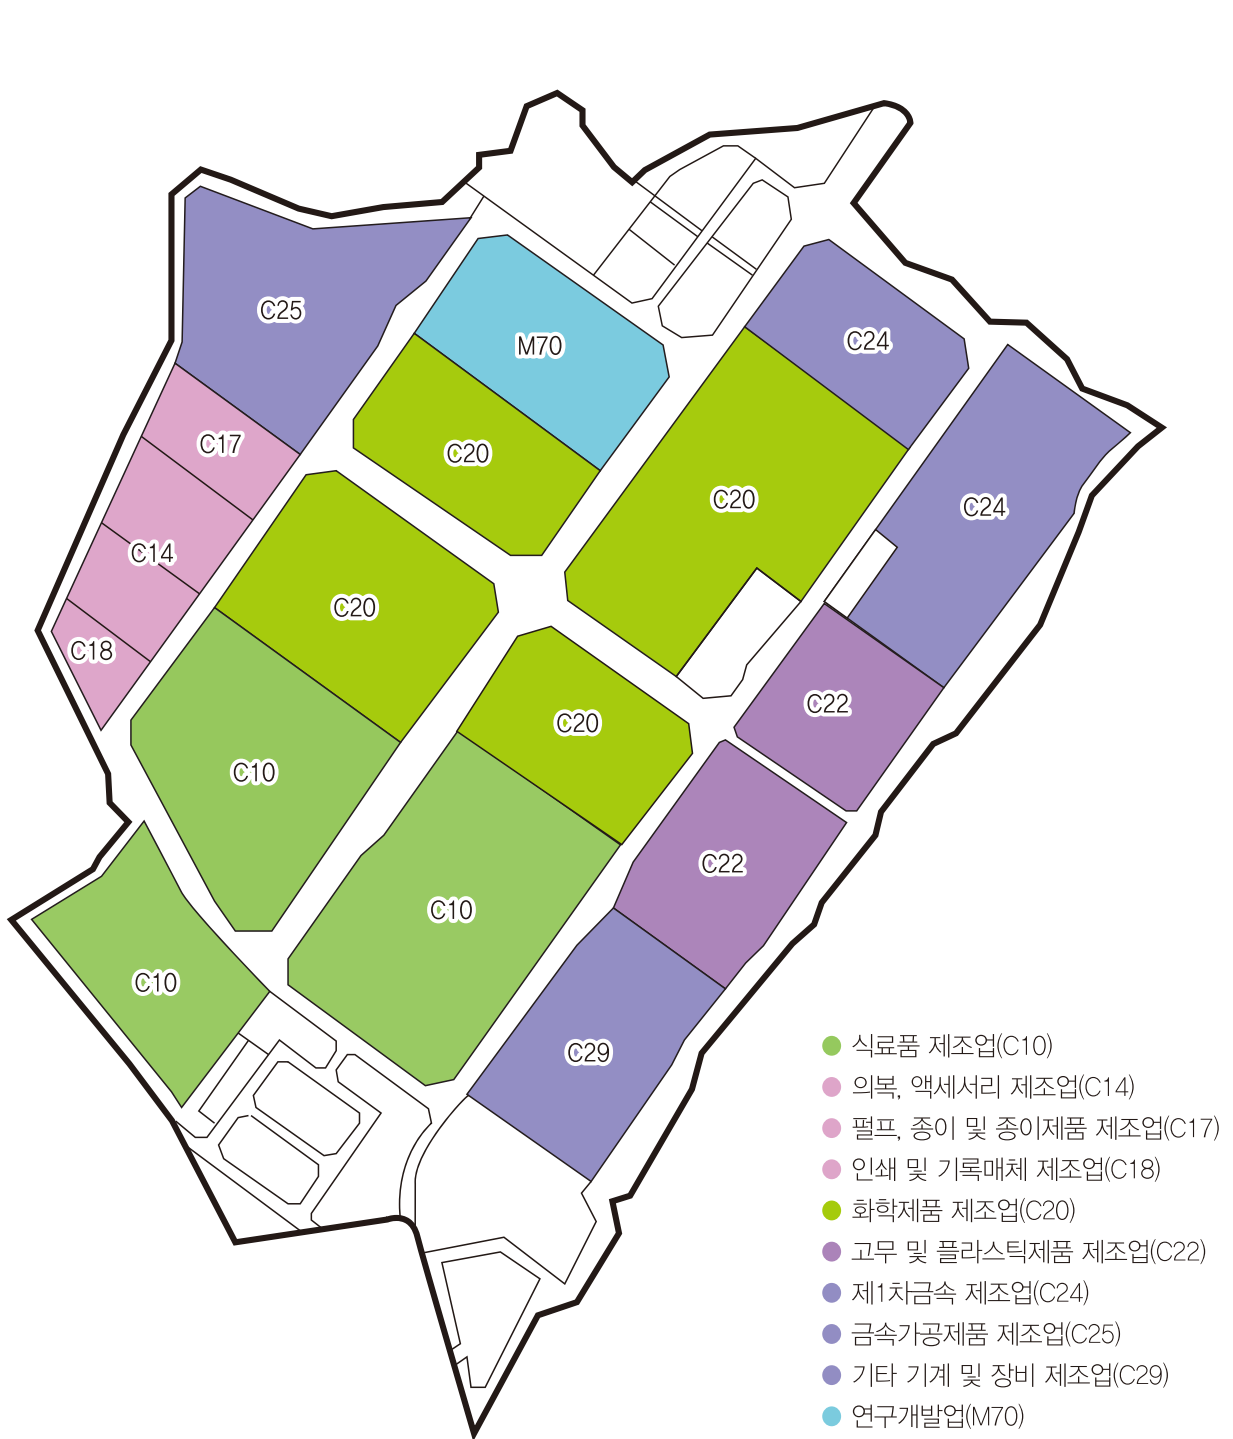 C25
M70
C24
C17
C20
C20
C24
C14
C20
C18
C22
C20
C10
C22
C10
C10
C29
식료품 제조업(C10)
의복, 액세서리 제조업(C14)
펄프, 종이 및 종이제품 제조업(C17)
인쇄 및 기록매체 제조업(C18)
화학제품 제조업(C20)
고무 및 플라스틱제품 제조업(C22)
제1차금속 제조업(C24)
금속가공제품 제조업(C25)
기타 기계 및 장비 제조업(C29)
연구개발업(M70)